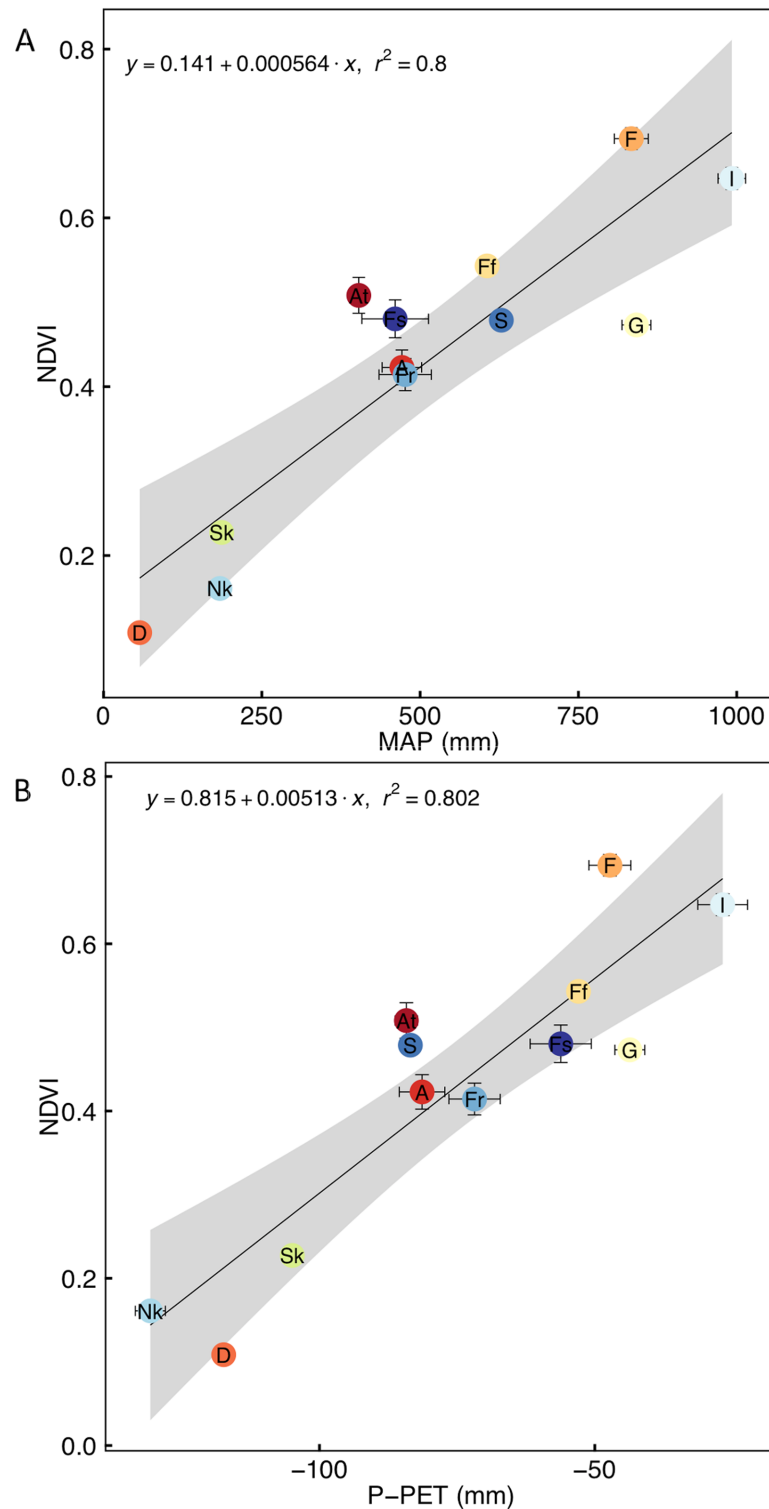 A
y = 0.141 + 0.000564 · x, r² = 0.8
0.8
0.6
0.4
0.2
NDVI
F
I
Ff
At
Fs
S
G
A
Fr
Sk
Nk
D
0 250 500 750 1000
MAP (mm)
B
y = 0.815 + 0.00513 · x, r² = 0.802
0.8
0.6
0.4
0.2
0.0
NDVI
F
I
Ff
At
S
Fs
G
A
Fr
Sk
Nk
D
−100 −50
P−PET (mm)